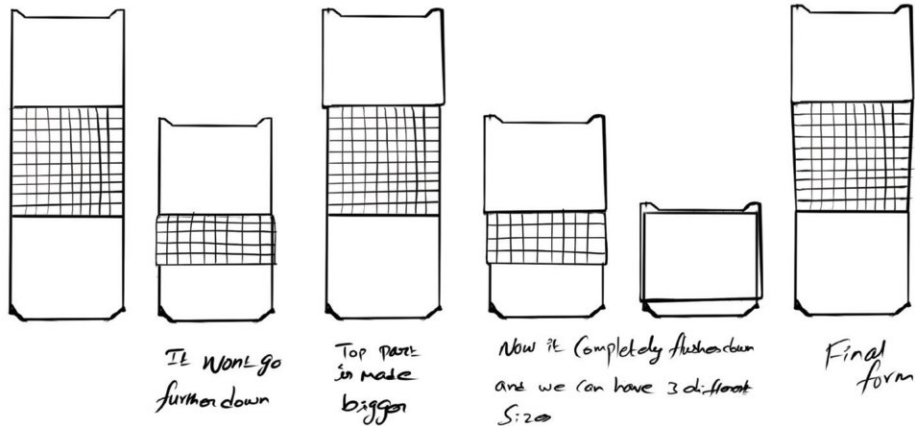 It wont go
further down
Top part
is made
bigger
Now it Completely flushes down
and we can have 3 different
Sizes
Final
form